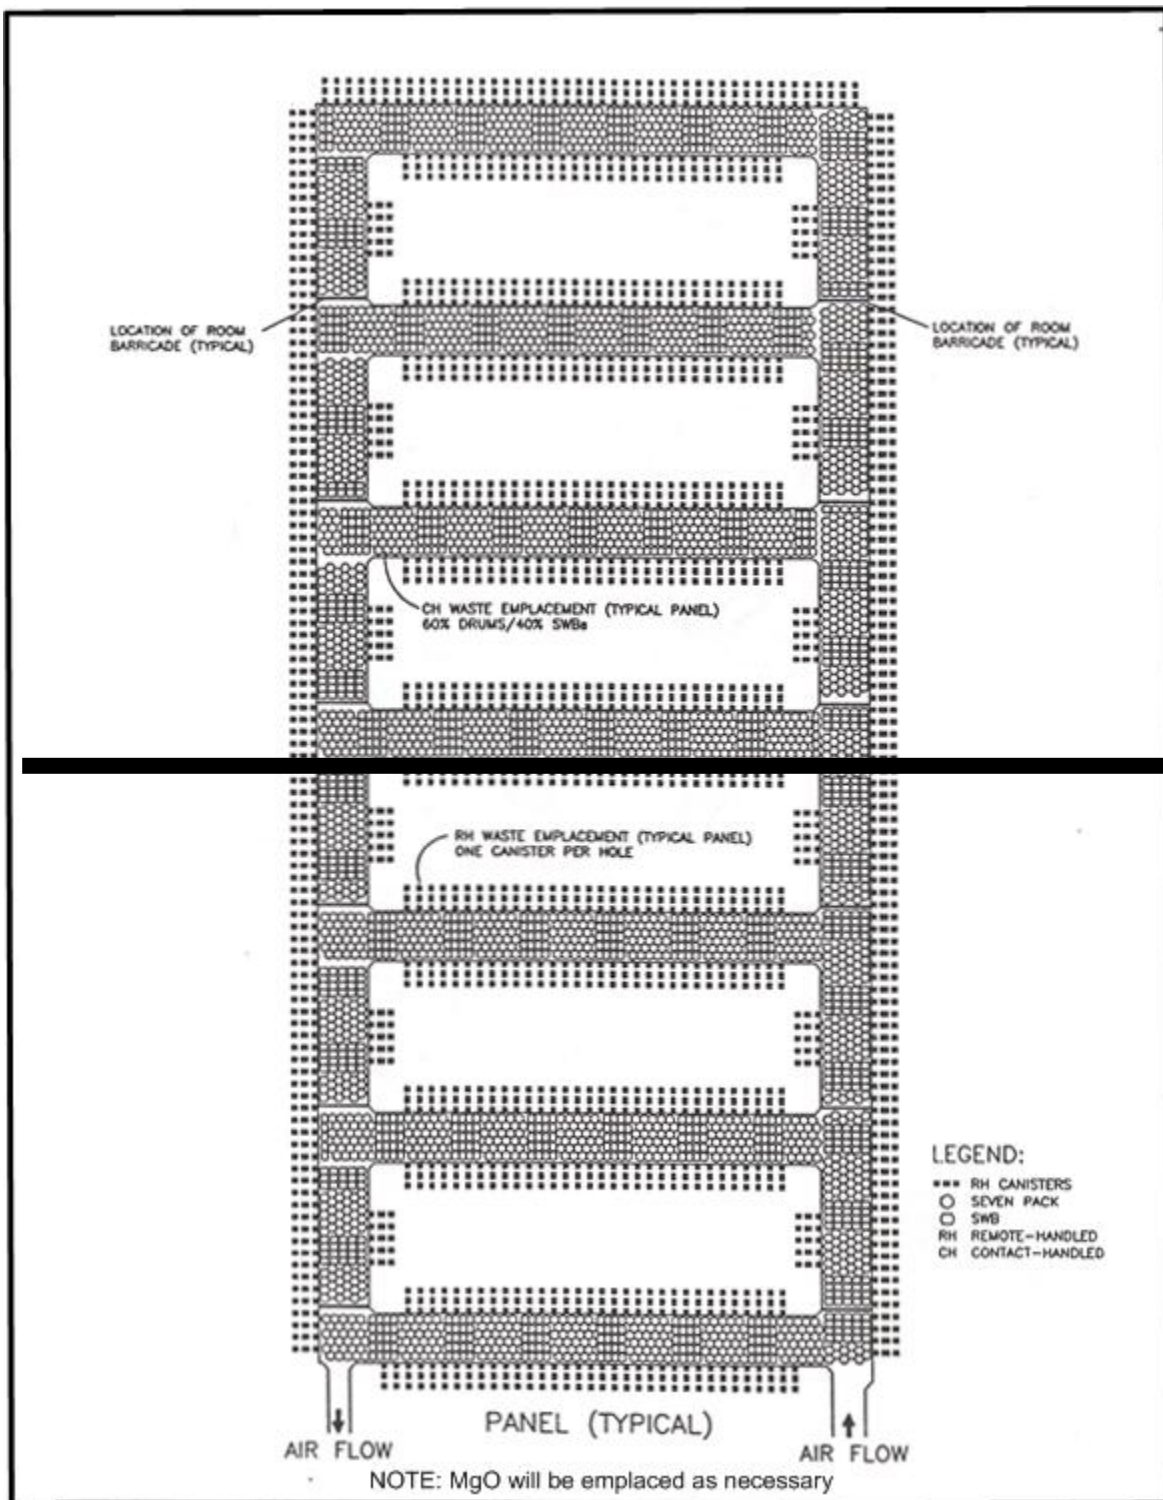 LOCATION OF ROOM
BARRICADE (TYPICAL)
LOCATION OF ROOM
BARRICADE (TYPICAL)
CH WASTE EMPLACEMENT (TYPICAL PANEL)
60% DRUMS/40% SWBs
RH WASTE EMPLACEMENT (TYPICAL PANEL)
ONE CANISTER PER HOLE
LEGEND:
RH CANISTERS
SEVEN PACK
SWB
RH REMOTE-HANDLED
CH CONTACT-HANDLED
PANEL (TYPICAL)
AIR FLOW
AIR FLOW
NOTE: MgO will be emplaced as necessary